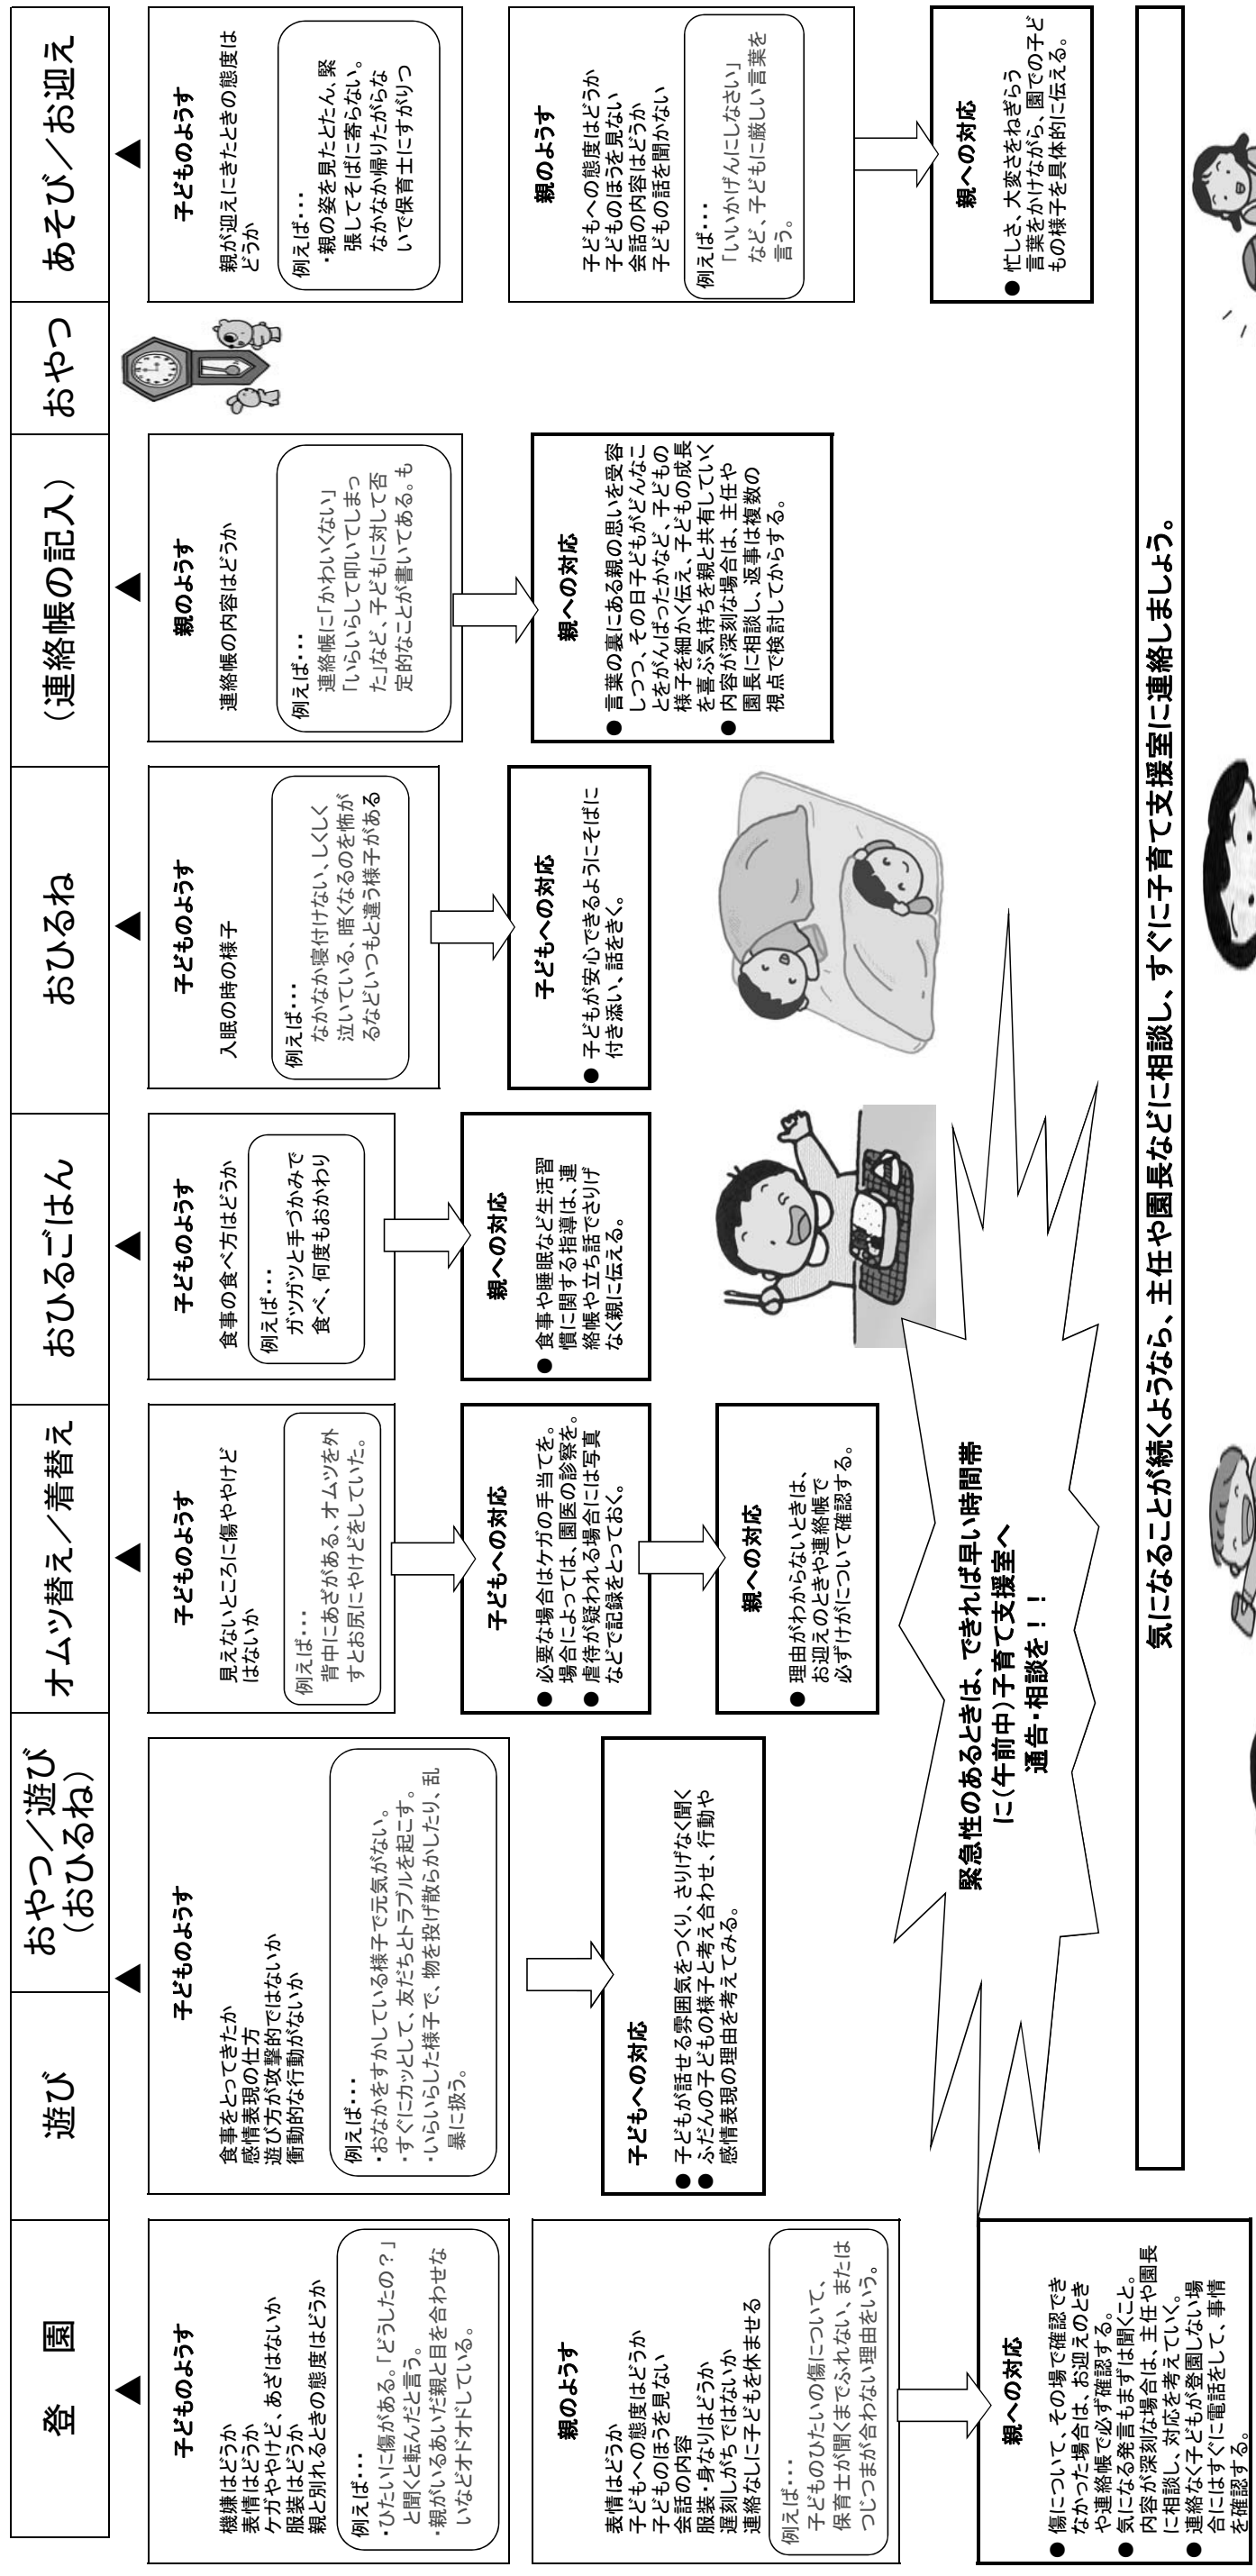 登　園
遊び
おやつ／遊び
（おひるね）
オムツ替え／着替え
おひるごはん
おひるね
（連絡帳の記入）
おやつ
あそび／お迎え
子どものようす
機嫌はどうか
表情はどうか
ケガややけど、あざはないか
服装はどうか
親と別れるときの態度はどうか
例えば・・・
・ひたいに傷がある。「どうしたの？」
と聞くと転んだと言う。
・親がいるあいだ親と目を合わせな
いなどオドオドしている。
親のようす
表情はどうか
子どもへの態度はどうか
子どものほうを見ない
会話の内容
服装・身なりはどうか
遅刻しがちではないか
連絡なしに子どもを休ませる
例えば・・・
子どものひたいの傷について、
保育士が聞くまでふれない、または
つじつまが合わない理由をいう。
親への対応
● 傷について、その場で確認でき
なかった場合は、お迎えのとき
や連絡帳で必ず確認する。
● 気になる発言もまずは聞くこと。
内容が深刻な場合は、主任や園長
に相談し、対応を考えていく。
● 連絡なく子どもが登園しない場
合にはすぐに電話をして、事情
を確認する。
子どものようす
食事をとってきたか
感情表現の仕方
遊び方が攻撃的ではないか
衝動的な行動がないか
例えば・・・
・おなかをすかしている様子で元気がない。
・すぐにカッとして、友だちとトラブルを起こす。
・いらいらした様子で、物を投げ散らかしたり、乱
暴に扱う。
子どもへの対応
● 子どもが話せる雰囲気をつくり、さりげなく聞く
● ふだんの子どもの様子と考え合わせ、行動や
感情表現の理由を考えてみる。
子どものようす
見えないところに傷ややけど
はないか
例えば・・・
背中にあざがある、オムツを外
すとお尻にやけどをしていた。
子どもへの対応
● 必要な場合はケガの手当てを。
場合によっては、園医の診察を。
● 虐待が疑われる場合には写真
などで記録をとっておく。
親への対応
● 理由がわからないときは、
お迎えのときや連絡帳で
必ずけがについて確認する。
子どものようす
食事の食べ方はどうか
例えば・・・
ガツガツと手づかみで
食べ、何度もおかわり
親への対応
● 食事や睡眠など生活習
慣に関する指導は、連
絡帳や立ち話でさりげ
なく親に伝える。
子どものようす
入眠の時の様子
例えば・・・
なかなか寝付けない、しくしく
泣いている、暗くなるのを怖が
るなどいつもと違う様子がある
子どもへの対応
● 子どもが安心できるようにそばに
付き添い、話をきく。
親のようす
連絡帳の内容はどうか
例えば・・・
連絡帳に「かわいくない」
「いらいらして叩いてしまっ
た」など、子どもに対して否
定的なことが書いてある。も
親への対応
● 言葉の裏にある親の思いを受容
しつつ、その日子どもがどんなこ
とをがんばったかなど、子どもの
様子を細かく伝え、子どもの成長
を喜ぶ気持ちを親と共有していく
● 内容が深刻な場合は、主任や
園長に相談し、返事は複数の
視点で検討してからする。
子どものようす
親が迎えにきたときの態度は
どうか
例えば・・・
・親の姿を見たとたん、緊
張してそばに寄らない。
なかなか帰りたがらな
いで保育士にすがりつ
親のようす
子どもへの態度はどうか
子どものほうを見ない
会話の内容はどうか
子どもの話を聞かない
例えば・・・
「いいかげんにしなさい」
など、子どもに厳しい言葉を
言う。
親への対応
● 忙しさ、大変さをねぎらう
言葉をかけながら、園での子ど
もの様子を具体的に伝える。
緊急性のあるときは、できれば早い時間帯
に（午前中）子育て支援室へ
通告・相談を！！
気になることが続くようなら、主任や園長などに相談し、すぐに子育て支援室に連絡しましょう。